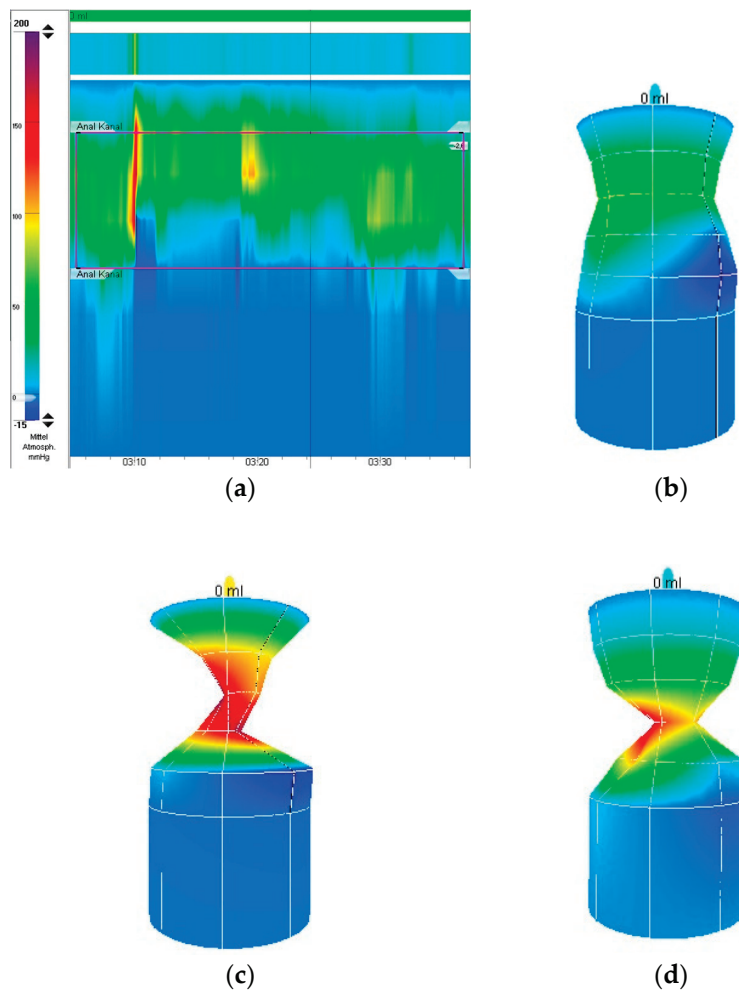 0 ml
200
150
100
50
0
-15
Mittel
Atmosph.
mmHg
Anal Kanal
Anal Kanal
03:10
03:20
03:30
(a)
0 ml
(b)
0 ml
(c)
0 ml
(d)